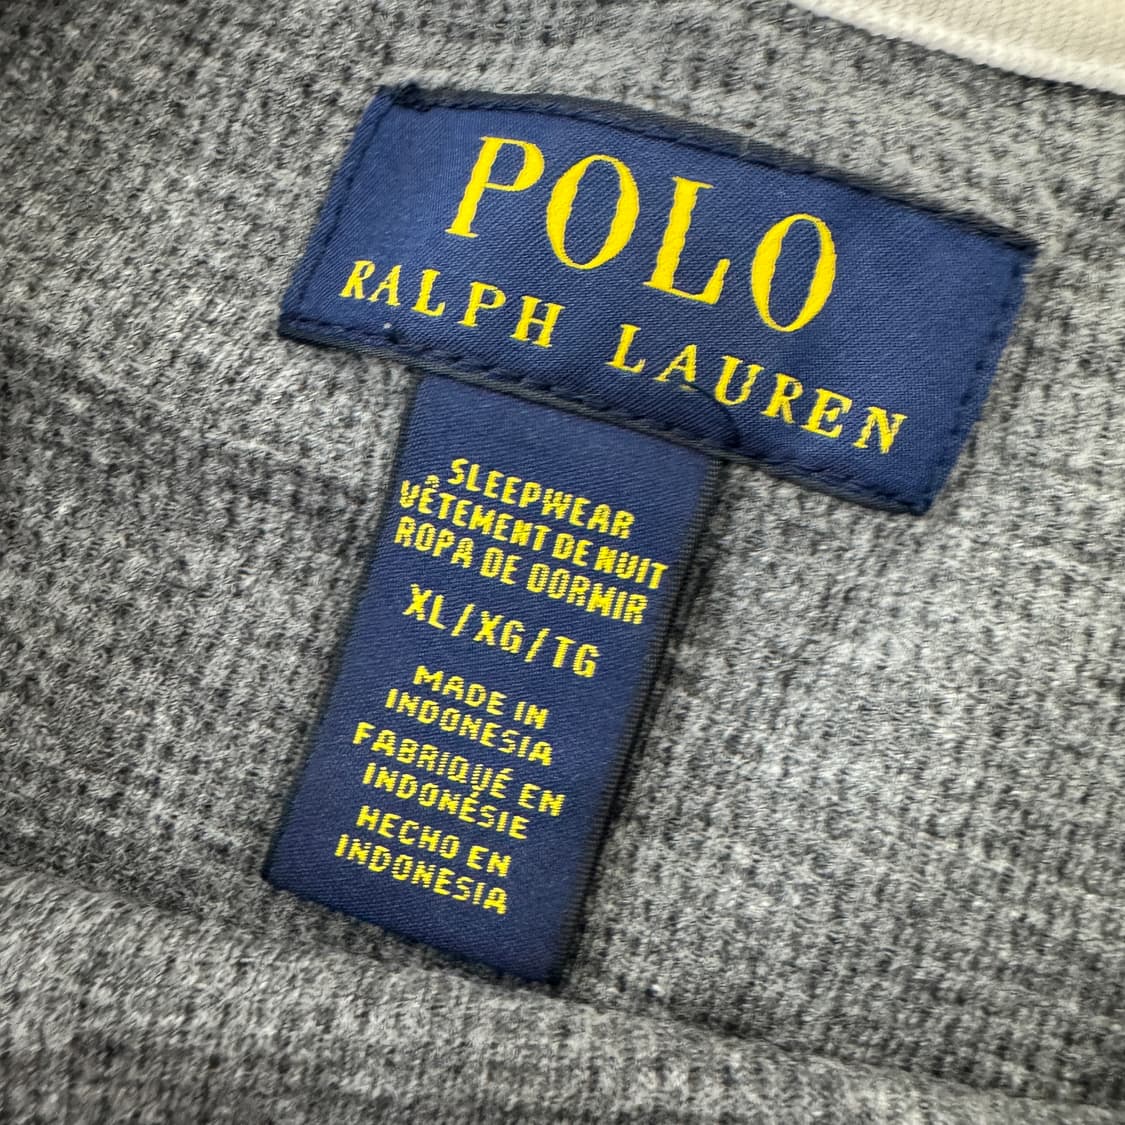 POLO
RALPH LAUREN
SLEEPWEAR
VÊTEMENT DE NUIT
ROPA DE DORMIR
XL/XG/TG
MADE IN
INDONESIA
FABRIQUÉ EN
INDONÉSIE
HECHO EN
INDONESIA